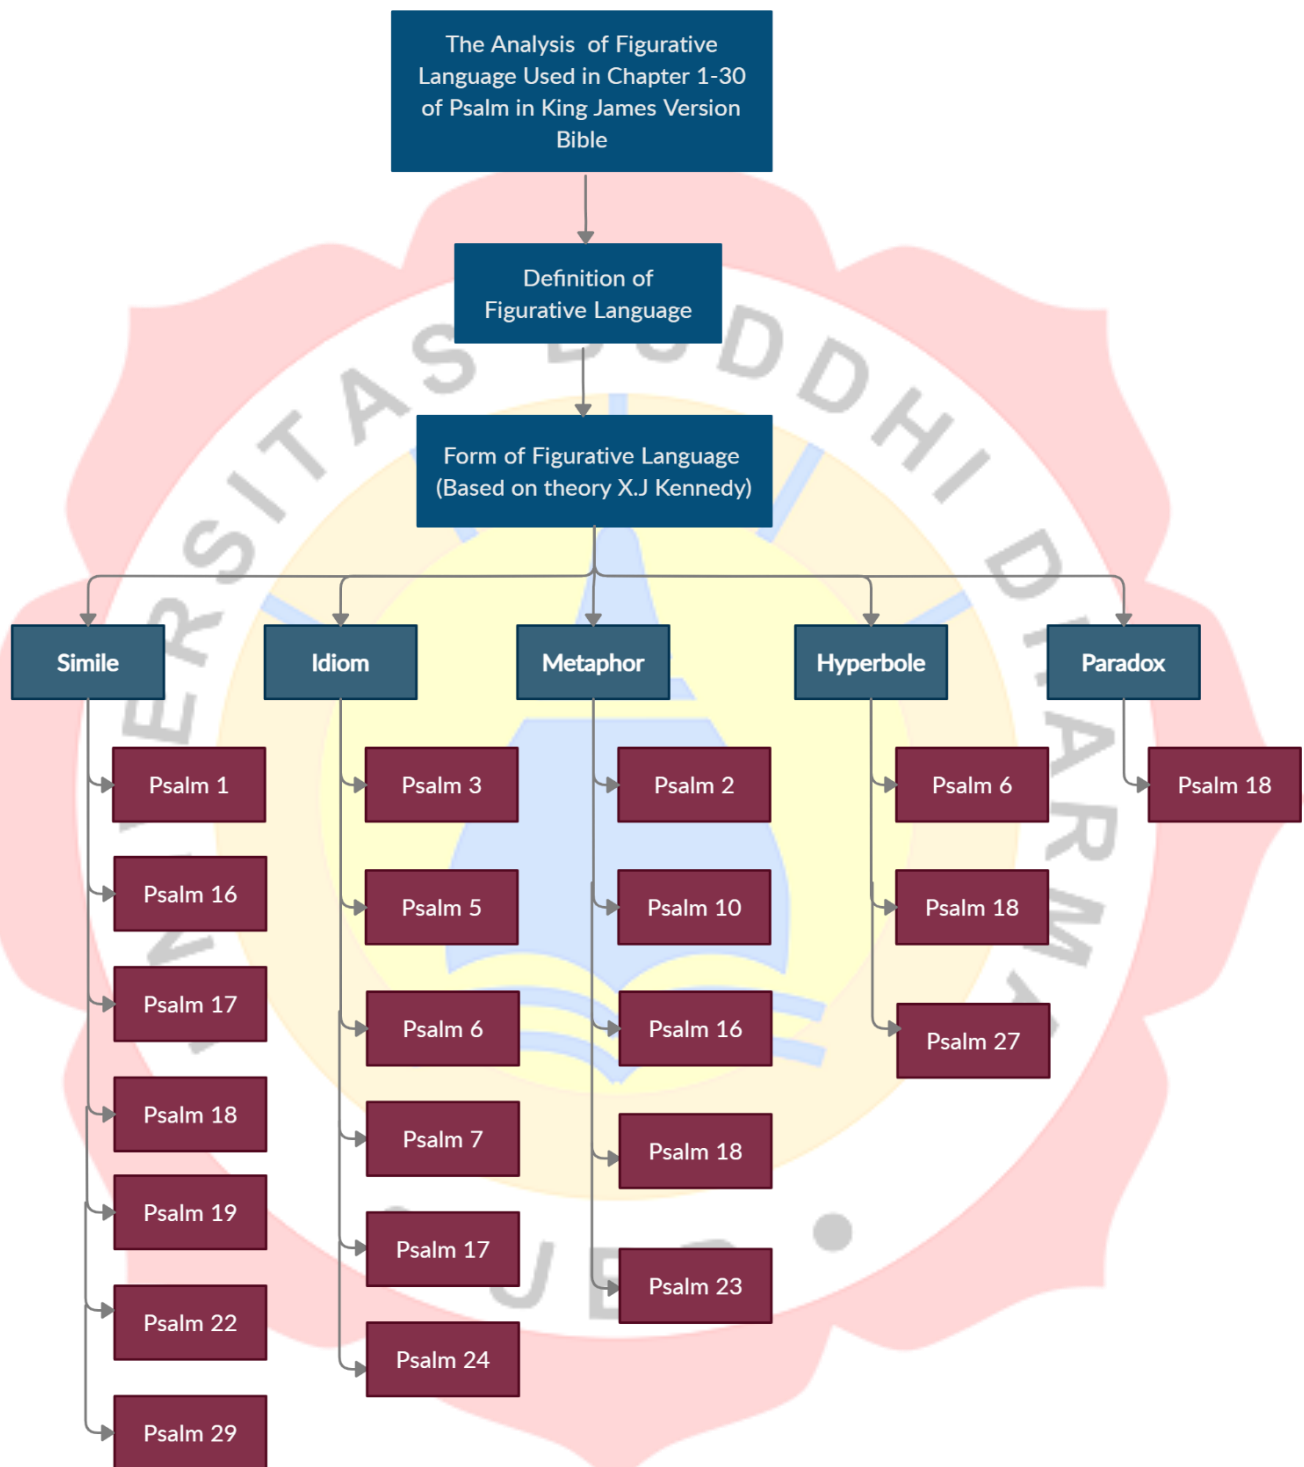 The Analysis of Figurative
Language Used in Chapter 1-30
of Psalm in King James Version
Bible
Definition of
Figurative Language
Form of Figurative Language
(Based on theory X.J Kennedy)
Simile
Idiom
Metaphor
Hyperbole
Paradox
Psalm 1
Psalm 16
Psalm 17
Psalm 18
Psalm 19
Psalm 22
Psalm 29
Psalm 3
Psalm 5
Psalm 6
Psalm 7
Psalm 17
Psalm 24
Psalm 2
Psalm 10
Psalm 16
Psalm 18
Psalm 23
Psalm 6
Psalm 18
Psalm 27
Psalm 18
UNIVERSITAS BUDDHI DHARMA